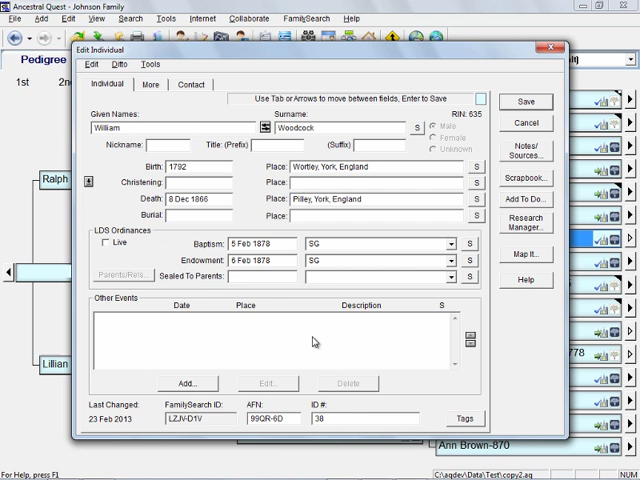 Ancestral Quest - Johnson Family
File Add Edit View Search Tools Internet Collaborate FamilySearch Help
Pedigree
1st 2n
Ralph
Lillian
778
Ann Brown-870
Edit Individual
Edit Ditto Tools
Individual More Contact
Use Tab or Arrows to move between fields, Enter to Save
Given Names: Surname: RIN: 635
William Woodcock S Male
Female
Nickname: Title: (Prefix) (Suffix) Unknown
Birth: 1792 Place: Wortley, York, England S
Christening: Place: S
Death: 8 Dec 1866 Place: Pilley, York, England S
Burial: Place: S
LDS Ordinances
Live Baptism: 5 Feb 1878 SG S
Endowment: 6 Feb 1878 SG S
Parents/Rels... Sealed To Parents: S
Other Events
Date Place Description S
Add... Edit... Delete
Last Changed: FamilySearch ID: AFN: ID #:
23 Feb 2013 LZJV-D1V 99QR-6D 38 Tags
Save
Cancel
Notes/
Sources...
Scrapbook...
Add To Do...
Research
Manager...
Map It...
Help
For Help, press F1 C:\aqdev\Data\Test\copy2.aq NUM